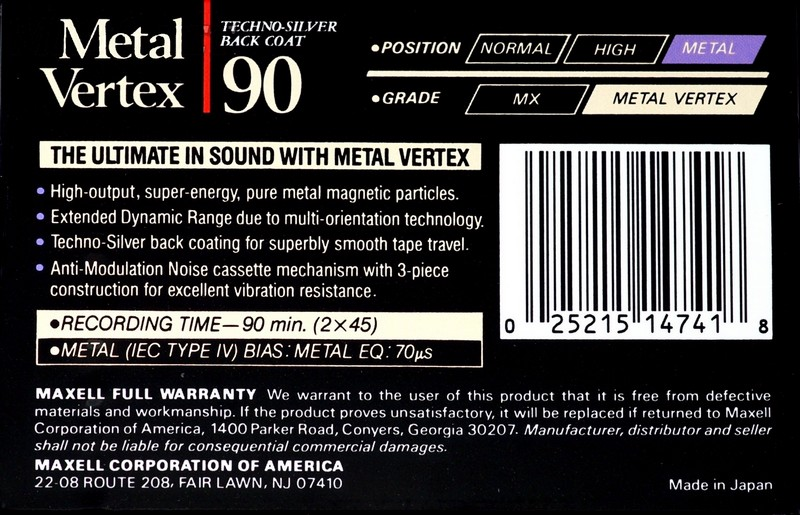 Metal Vertex
TECHNO-SILVER
BACK COAT
90
•POSITION NORMAL HIGH METAL
•GRADE MX METAL VERTEX
THE ULTIMATE IN SOUND WITH METAL VERTEX
• High-output, super-energy, pure metal magnetic particles.
• Extended Dynamic Range due to multi-orientation technology.
• Techno-Silver back coating for superbly smooth tape travel.
• Anti-Modulation Noise cassette mechanism with 3-piece
construction for excellent vibration resistance.
•RECORDING TIME—90 min. (2×45)
•METAL (IEC TYPE IV) BIAS: METAL EQ: 70μs
0 25215 14741 8
MAXELL FULL WARRANTY We warrant to the user of this product that it is free from defective
materials and workmanship. If the product proves unsatisfactory, it will be replaced if returned to Maxell
Corporation of America, 1400 Parker Road, Conyers, Georgia 30207. Manufacturer, distributor and seller
shall not be liable for consequential commercial damages.
MAXELL CORPORATION OF AMERICA
22-08 ROUTE 208, FAIR LAWN, NJ 07410
Made in Japan